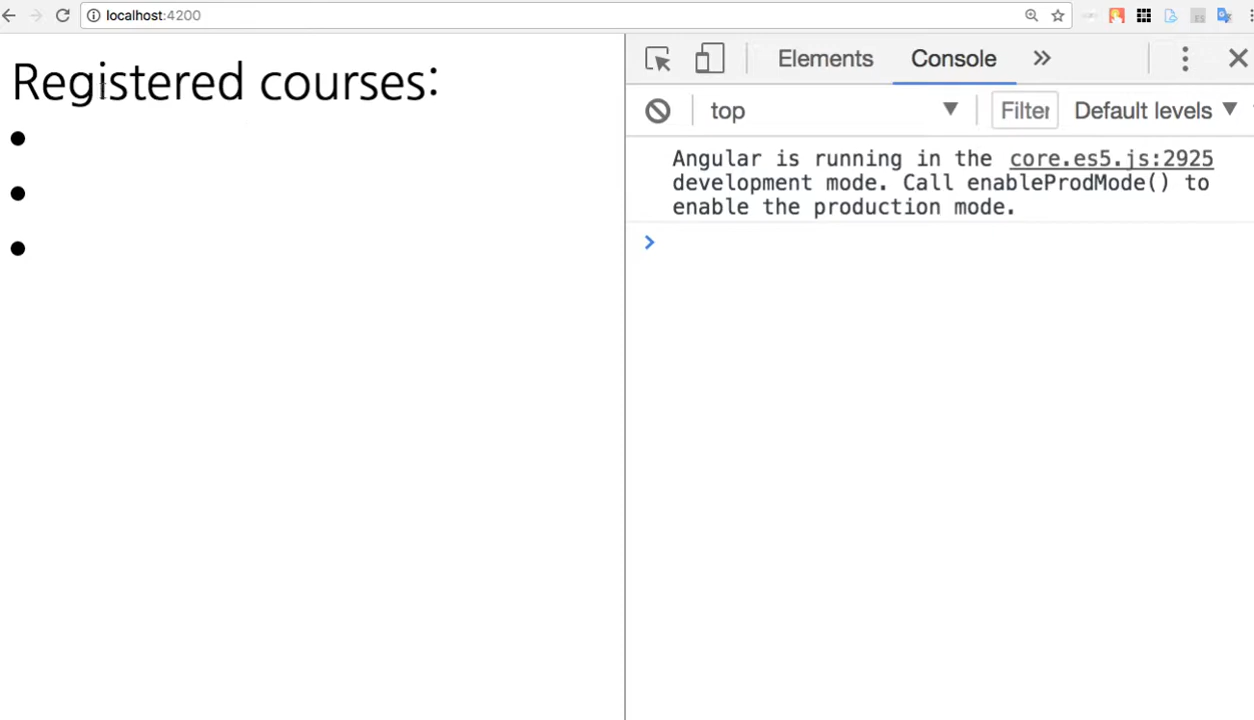 localhost:4200
Registered courses:
Elements Console
top Filter Default levels
Angular is running in the core.es5.js:2925
development mode. Call enableProdMode() to
enable the production mode.